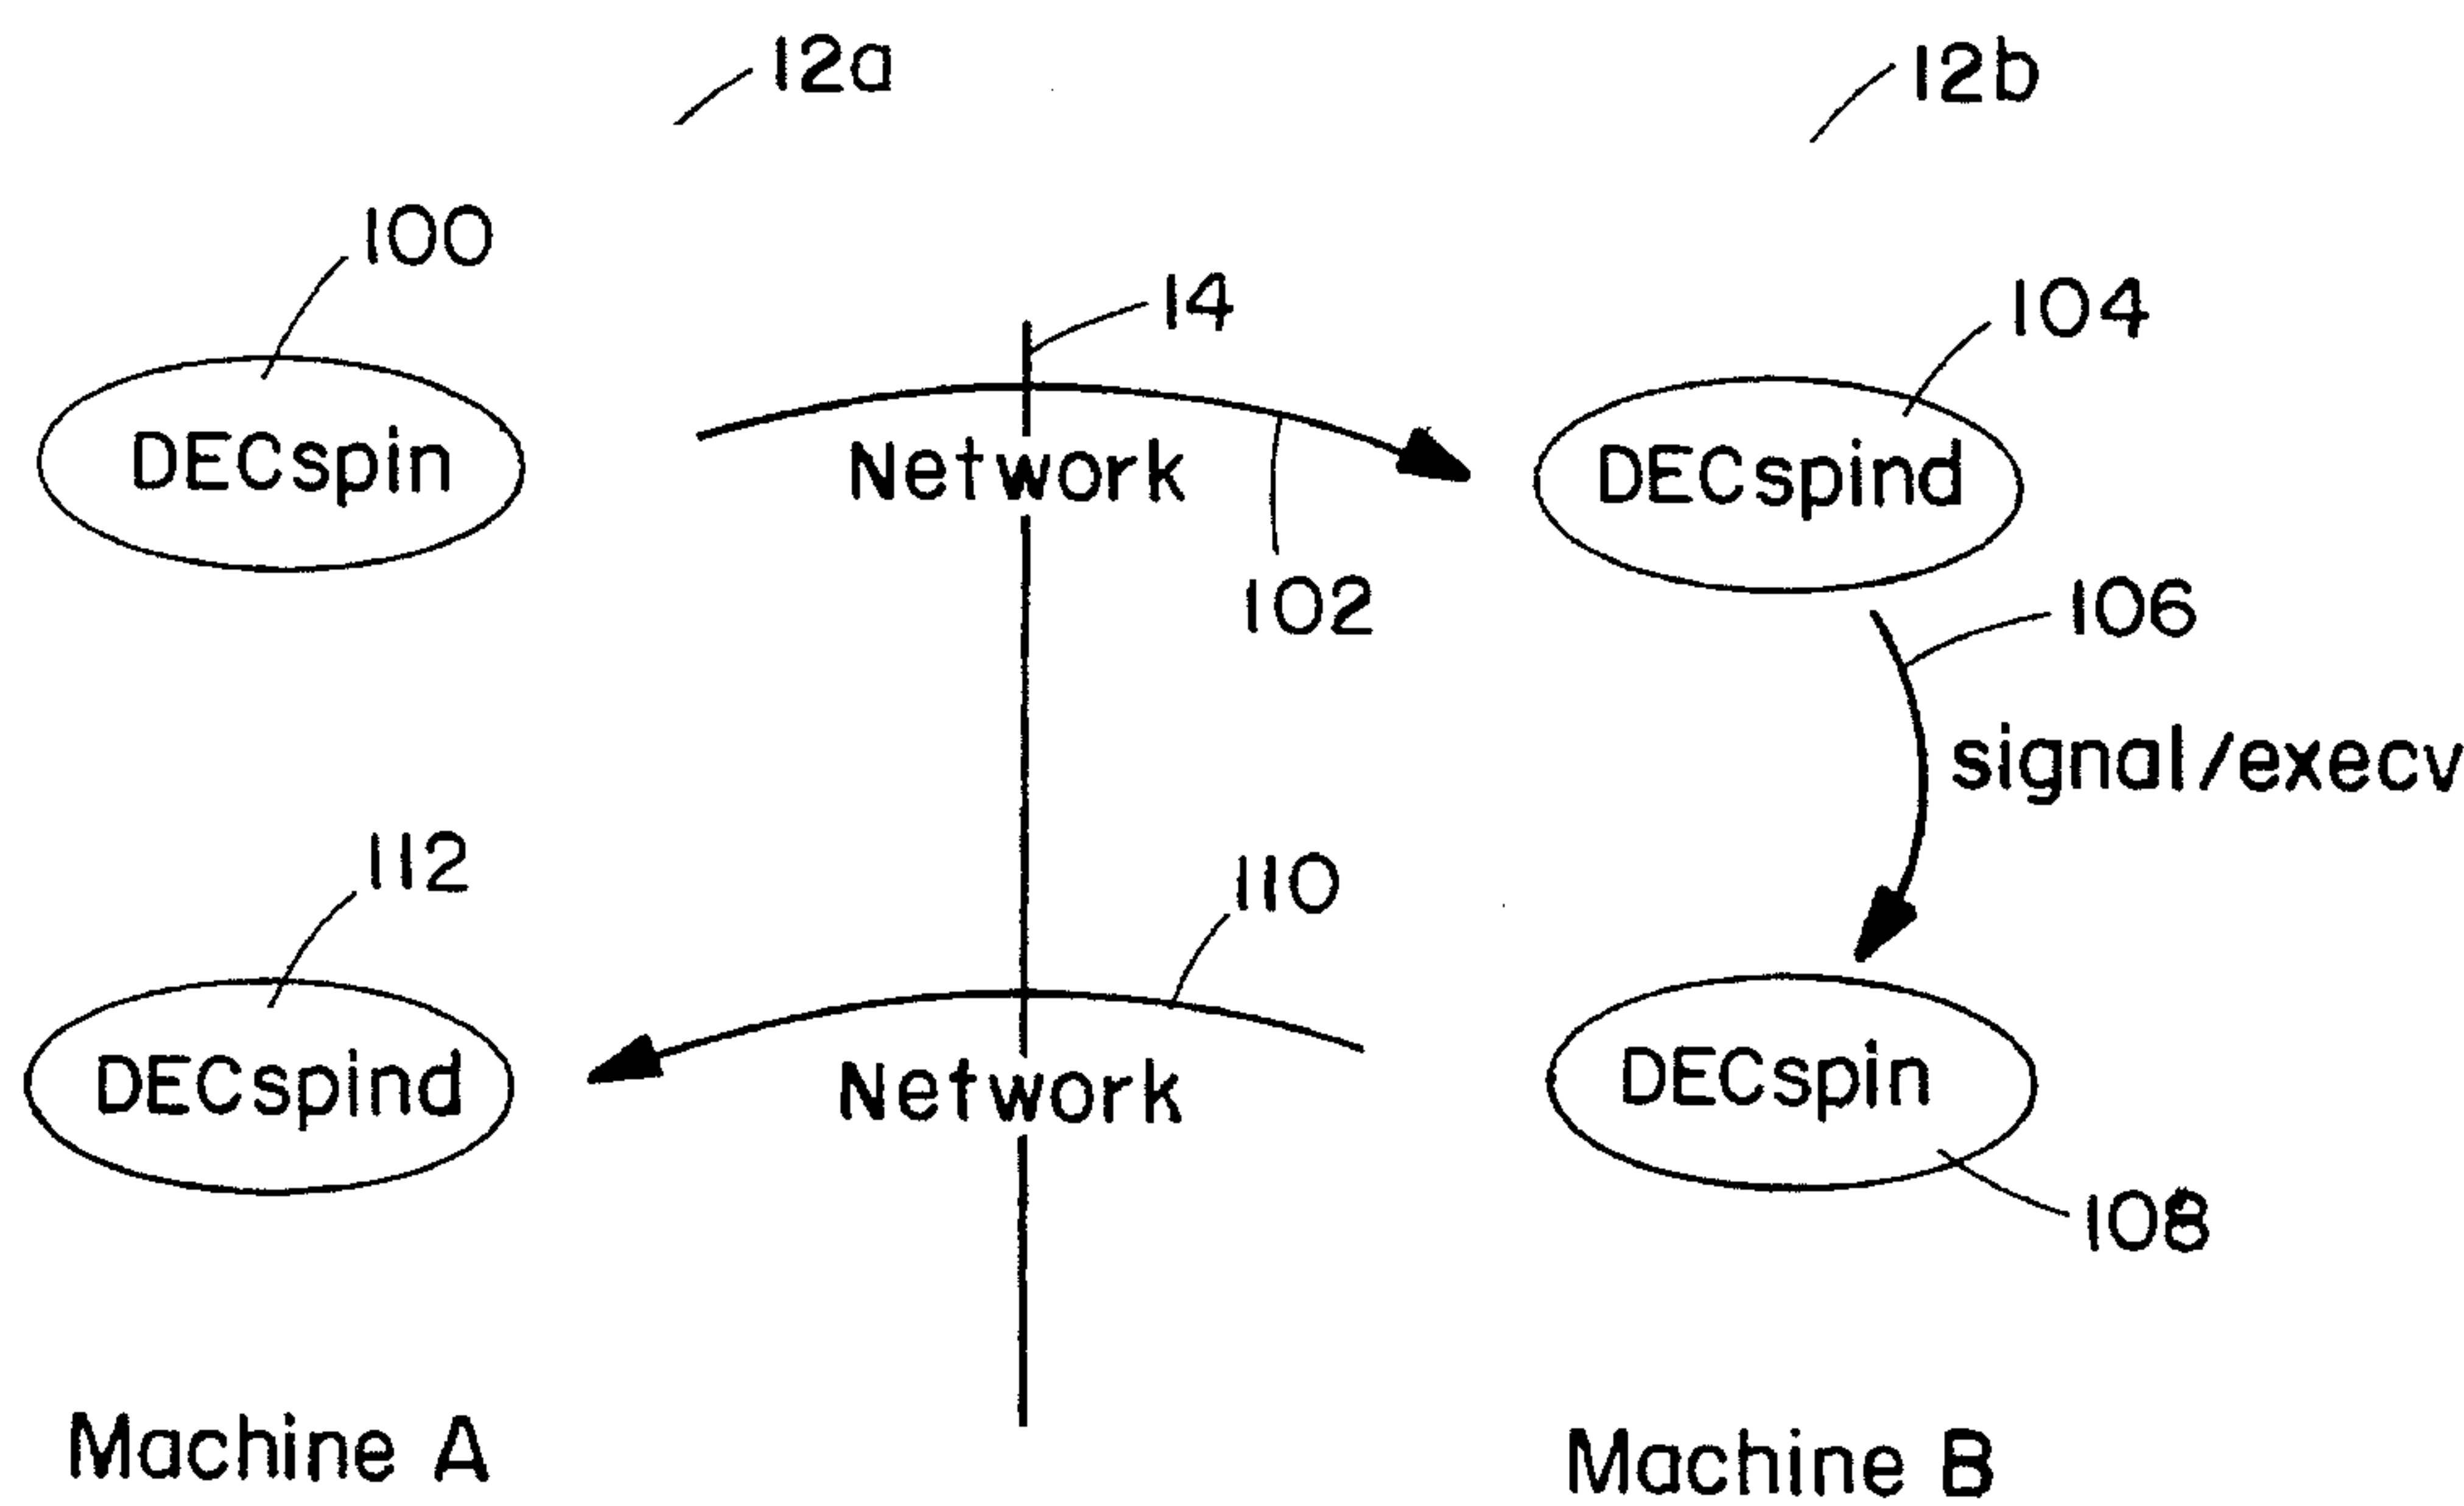 12a
12b
100
14
104
DECspin
Network
DECspind
102
106
signal/execv
112
110
DECspind
Network
DECspin
108
Machine A
Machine B